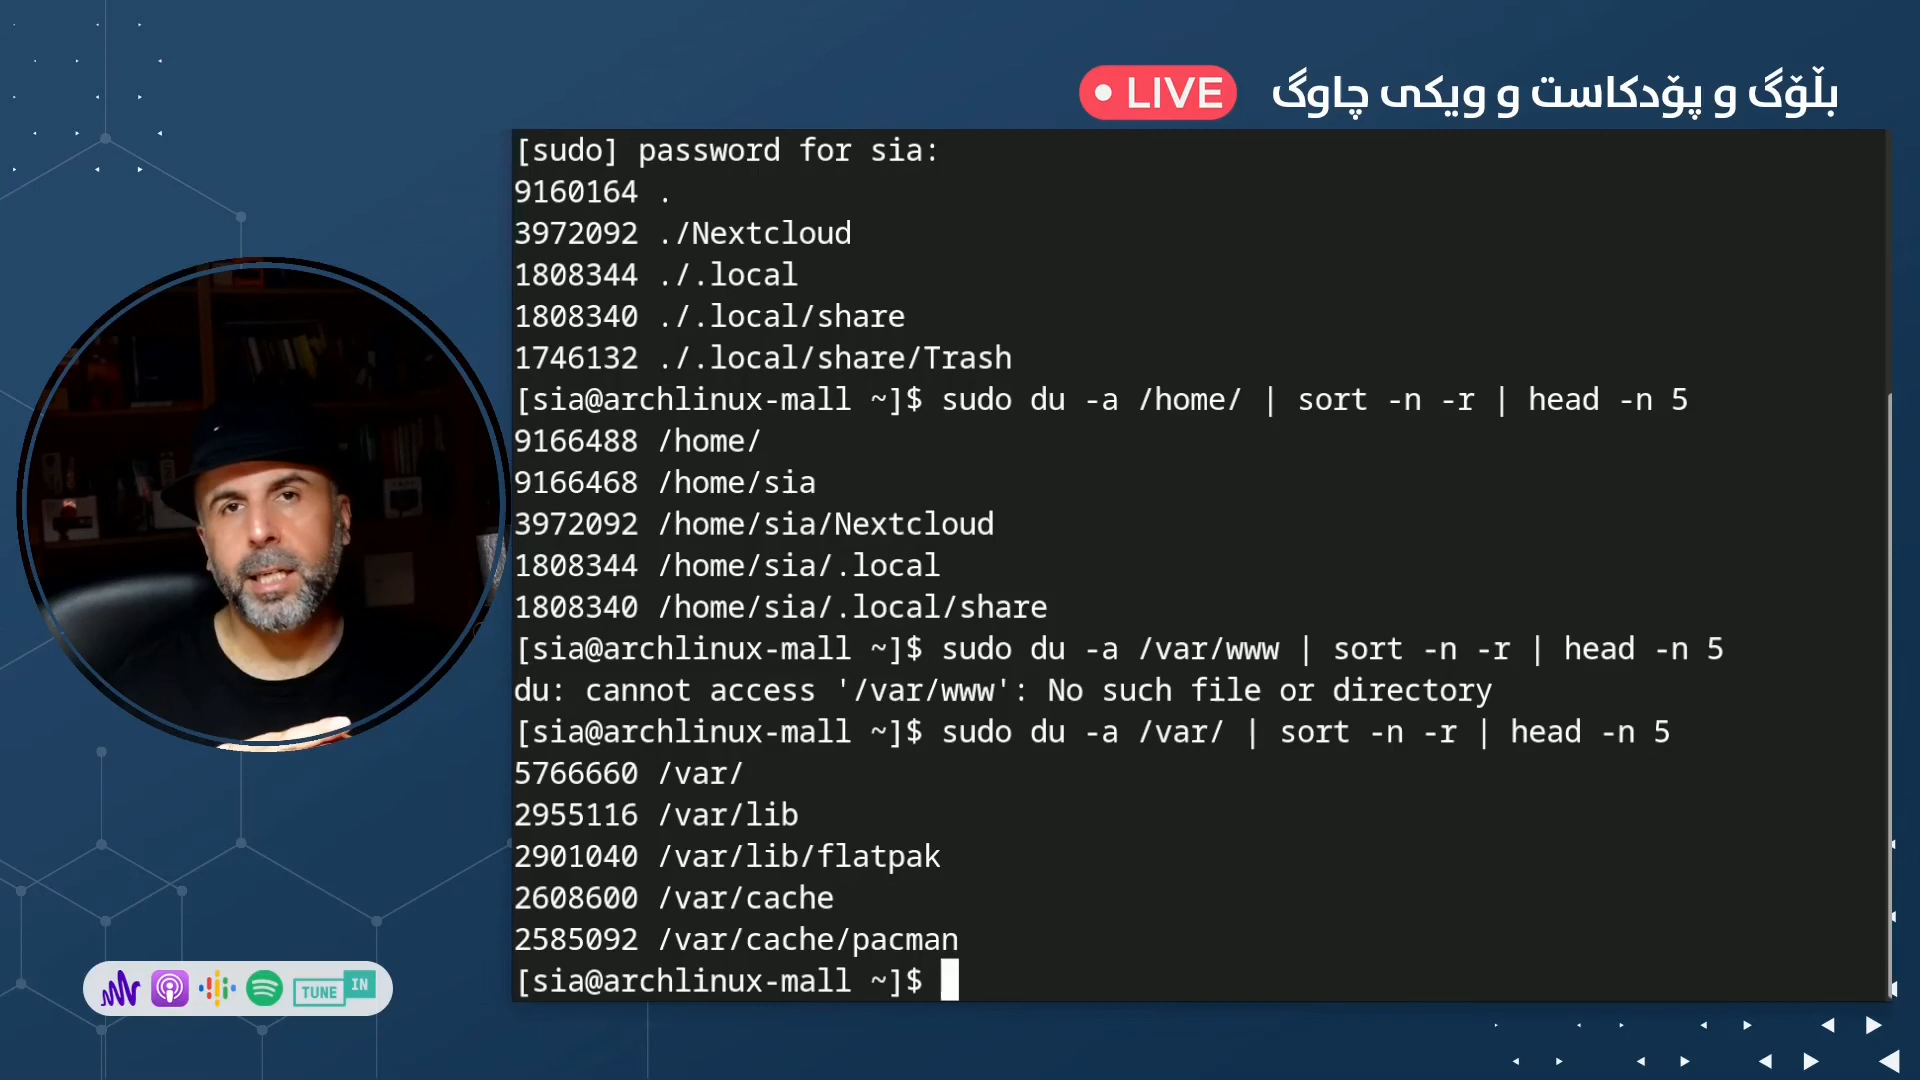 LIVE
بڵۆگ و پۆدکاست و ویکی چاوگ
[sudo] password for sia:
9160164 .
3972092 ./Nextcloud
1808344 ./.local
1808340 ./.local/share
1746132 ./.local/share/Trash
[sia@archlinux-mall ~]$ sudo du -a /home/ | sort -n -r | head -n 5
9166488 /home/
9166468 /home/sia
3972092 /home/sia/Nextcloud
1808344 /home/sia/.local
1808340 /home/sia/.local/share
[sia@archlinux-mall ~]$ sudo du -a /var/www | sort -n -r | head -n 5
du: cannot access '/var/www': No such file or directory
[sia@archlinux-mall ~]$ sudo du -a /var/ | sort -n -r | head -n 5
5766660 /var/
2955116 /var/lib
2901040 /var/lib/flatpak
2608600 /var/cache
2585092 /var/cache/pacman
[sia@archlinux-mall ~]$
TUNE IN